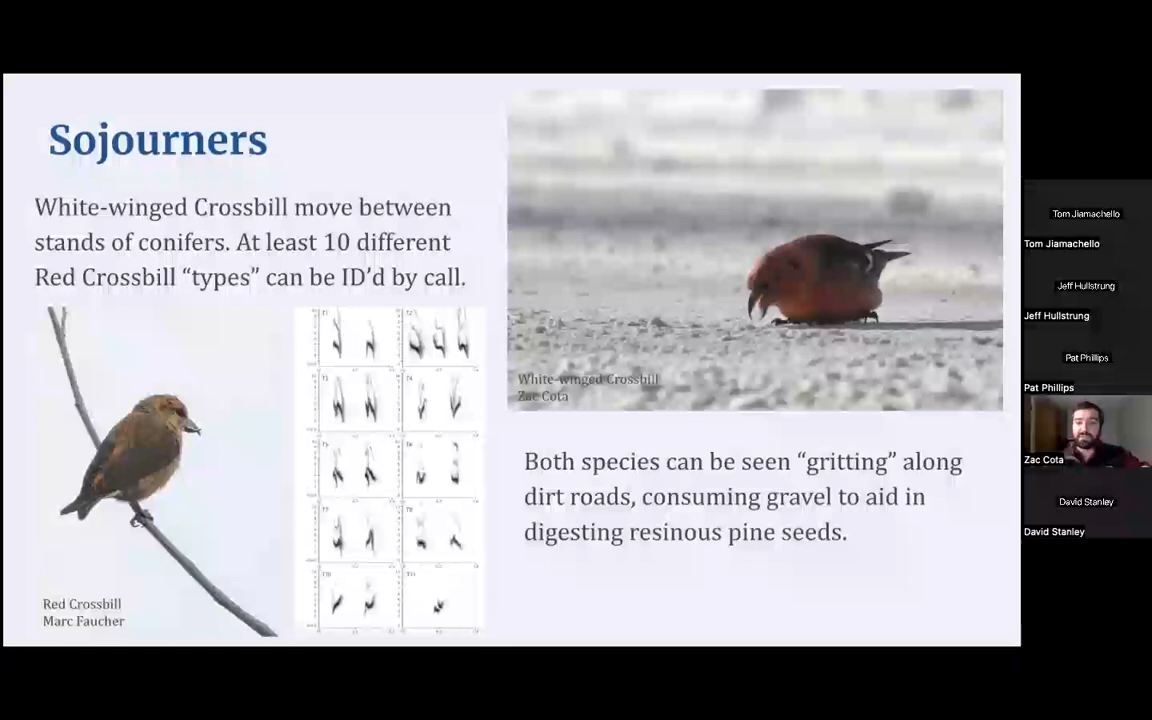 Sojourners
White-winged Crossbill move between
stands of conifers. At least 10 different
Red Crossbill “types” can be ID’d by call.
White-winged Crossbill
Zac Cota
Both species can be seen “gritting” along
dirt roads, consuming gravel to aid in
digesting resinous pine seeds.
Red Crossbill
Marc Faucher
Tom Jiamachello
Tom Jiamachello
Jeff Hullstrung
Jeff Hullstrung
Pat Phillips
Pat Phillips
Zac Cota
David Stanley
David Stanley